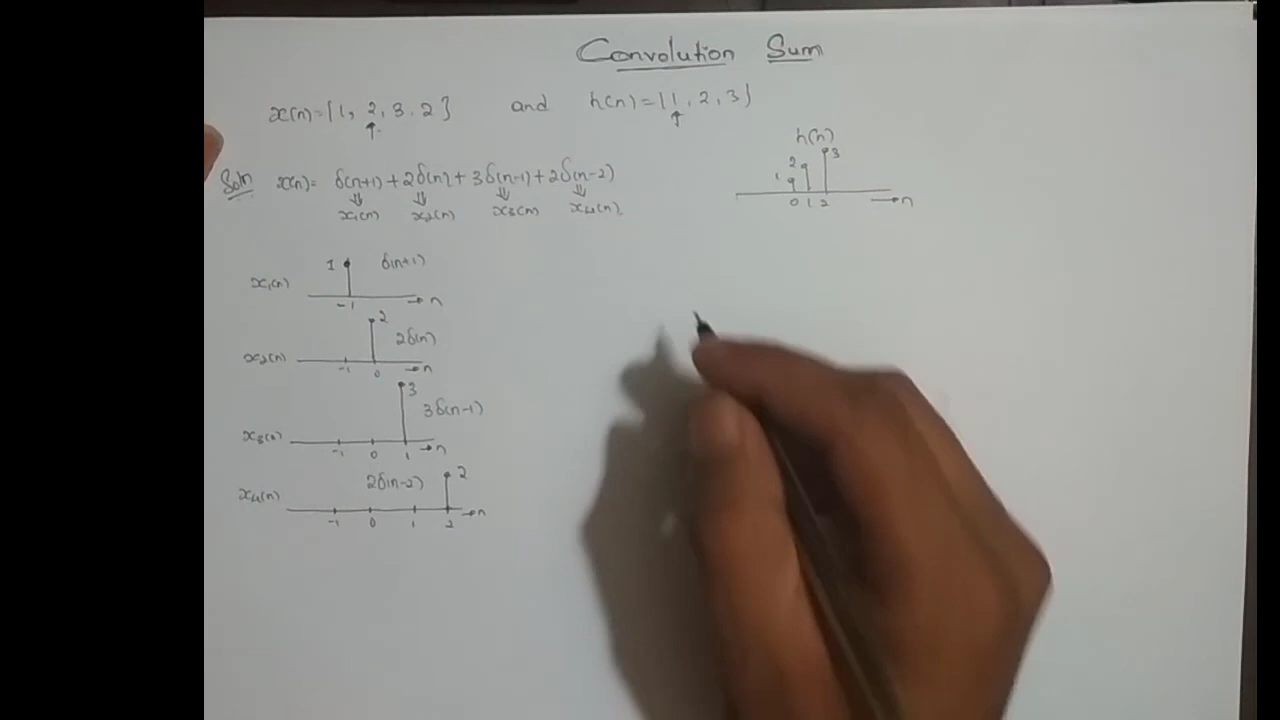 Convolution Sum
x(n)={1, 2, 3, 2} and h(n)={1, 2, 3}
↑ ↑
h(n)
Soln x(n)= δ(n+1)+2δ(n)+3δ(n-1)+2δ(n-2)
⇓ ⇓ ⇓ ⇓
x₁(n) x₂(n) x₃(n) x₄(n)
1 2 3
0 1 2 →n
x₁(n) 1 δ(n+1)
-1 →n
x₂(n) 2 2δ(n)
-1 0 →n
x₃(n) 3 3δ(n-1)
-1 0 1 →n
x₄(n) 2δ(n-2) 2
-1 0 1 2 →n